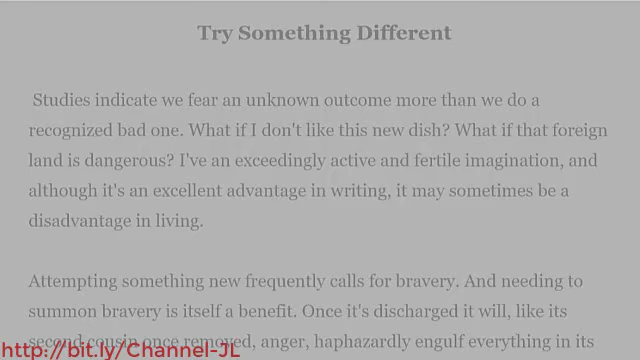 Try Something Different
Studies indicate we fear an unknown outcome more than we do a
recognized bad one. What if I don't like this new dish? What if that foreign
land is dangerous? I've an exceedingly active and fertile imagination, and
although it's an excellent advantage in writing, it may sometimes be a
disadvantage in living.
Attempting something new frequently calls for bravery. And needing to
summon bravery is itself a benefit. Once it's discharged it will, like its
second cousin once removed, anger, haphazardly engulf everything in its
http://bit.ly/Channel-JL